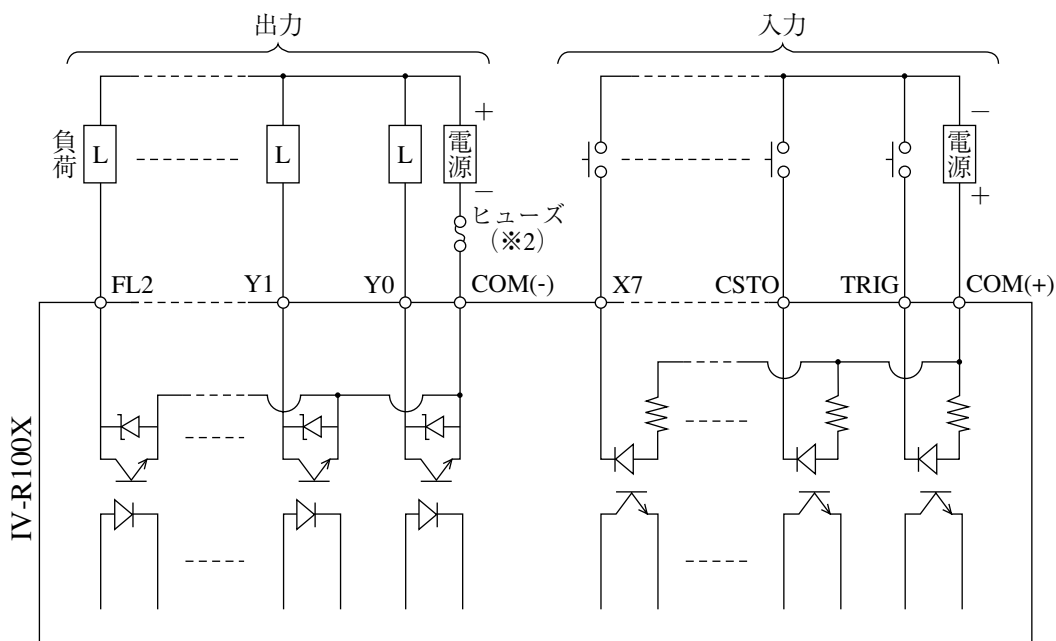 出力
入力
負荷
L
L
L
+
電源
−
ヒューズ
(※2)
−
電源
+
FL2
Y1
Y0
COM(-)
X7
CSTO
TRIG
COM(+)
IV-R100X